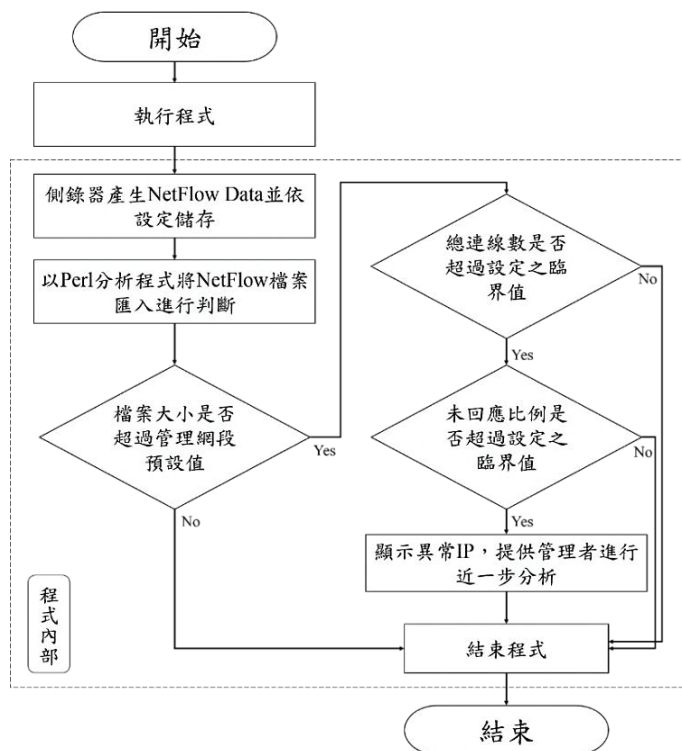 開始
執行程式
側錄器產生NetFlow Data並依
設定儲存
以Perl分析程式將NetFlow檔案
匯入進行判斷
檔案大小是否
超過管理網段
預設值
Yes
No
總連線數是否
超過設定之臨
界值
No
Yes
未回應比例是
否超過設定之
臨界值
No
Yes
顯示異常IP，提供管理者進行
近一步分析
結束程式
程式內部
結束